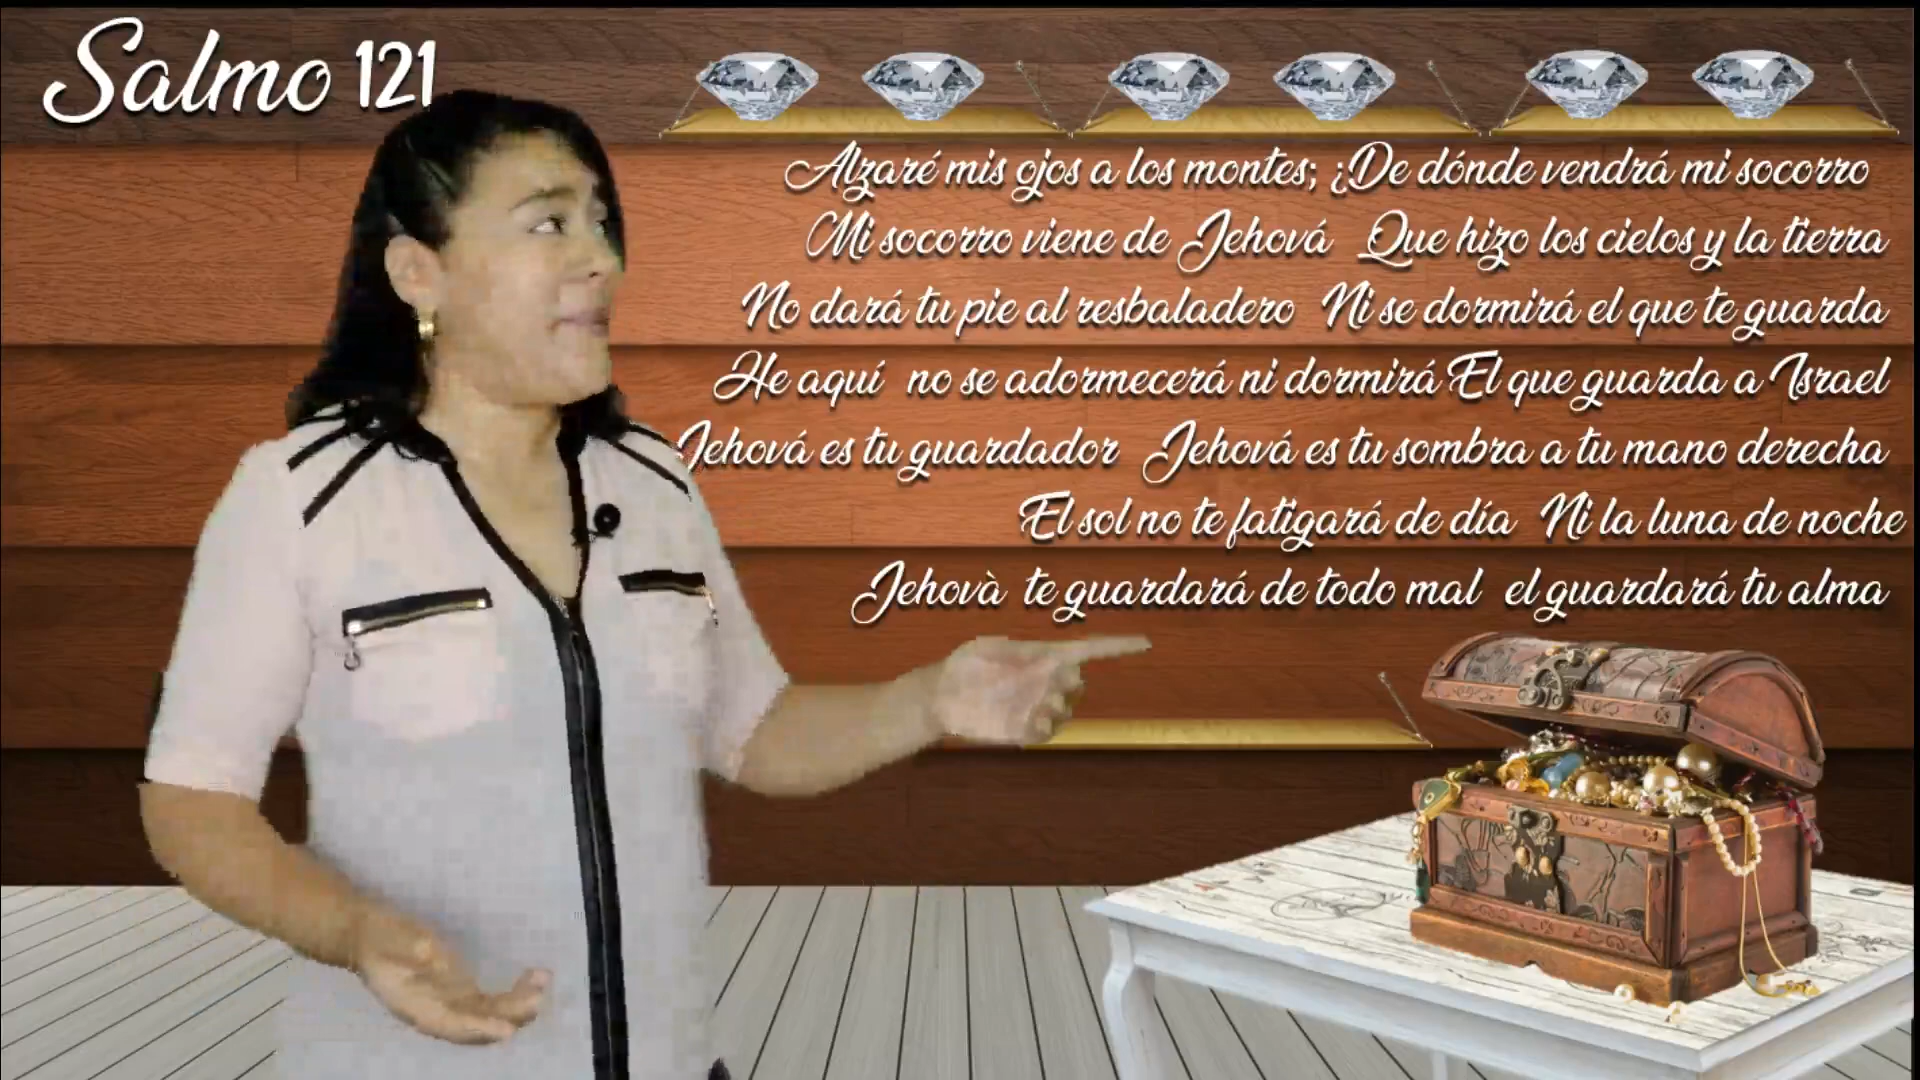 Salmo 121
Alzaré mis ojos a los montes; ¿De dónde vendrá mi socorro
Mi socorro viene de Jehová Que hizo los cielos y la tierra
No dará tu pie al resbaladero Ni se dormirá el que te guarda
He aquí no se adormecerá ni dormirá El que guarda a Israel
Jehová es tu guardador Jehová es tu sombra a tu mano derecha
El sol no te fatigará de día Ni la luna de noche
Jehovà te guardará de todo mal el guardará tu alma